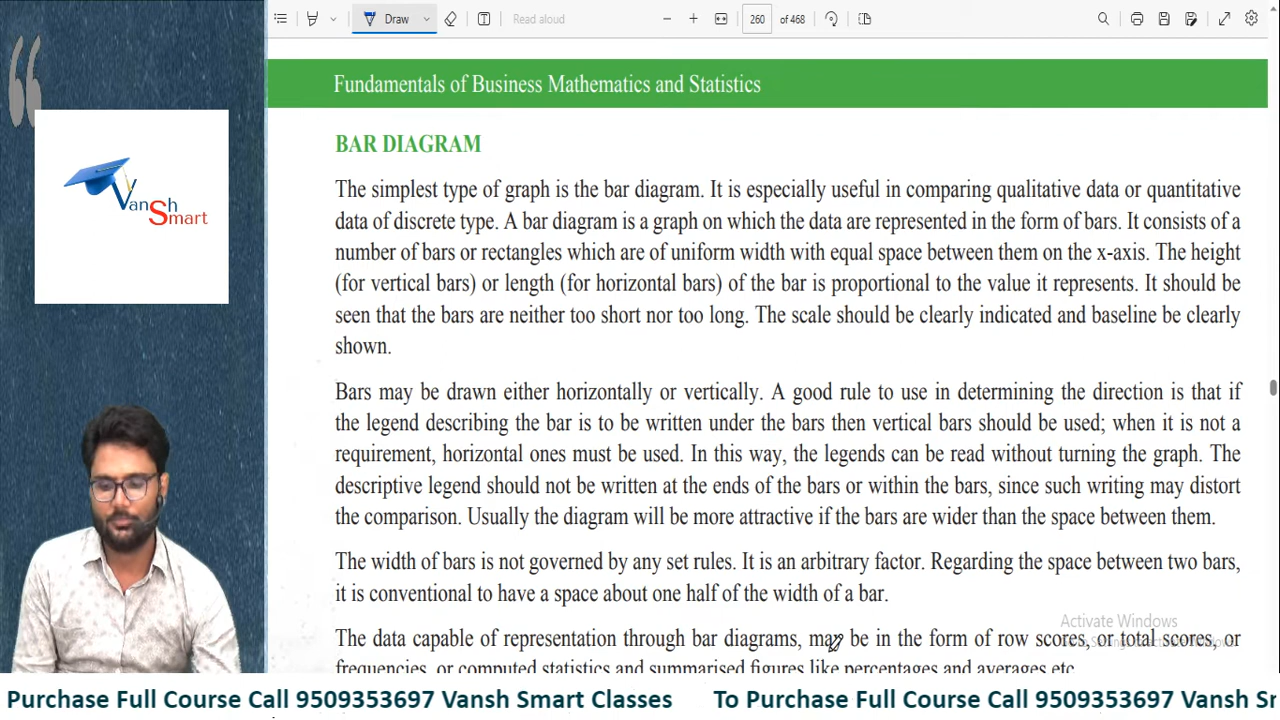 Draw
Read aloud
260 of 468
Fundamentals of Business Mathematics and Statistics
BAR DIAGRAM
The simplest type of graph is the bar diagram. It is especially useful in comparing qualitative data or quantitative
data of discrete type. A bar diagram is a graph on which the data are represented in the form of bars. It consists of a
number of bars or rectangles which are of uniform width with equal space between them on the x-axis. The height
(for vertical bars) or length (for horizontal bars) of the bar is proportional to the value it represents. It should be
seen that the bars are neither too short nor too long. The scale should be clearly indicated and baseline be clearly
shown.
Bars may be drawn either horizontally or vertically. A good rule to use in determining the direction is that if
the legend describing the bar is to be written under the bars then vertical bars should be used; when it is not a
requirement, horizontal ones must be used. In this way, the legends can be read without turning the graph. The
descriptive legend should not be written at the ends of the bars or within the bars, since such writing may distort
the comparison. Usually the diagram will be more attractive if the bars are wider than the space between them.
The width of bars is not governed by any set rules. It is an arbitrary factor. Regarding the space between two bars,
it is conventional to have a space about one half of the width of a bar.
The data capable of representation through bar diagrams, may be in the form of row scores, or total scores, or
frequencies, or computed statistics and summarised figures like percentages and averages etc.
Activate Windows
Vansh
Smart
Purchase Full Course Call 9509353697 Vansh Smart Classes To Purchase Full Course Call 9509353697 Vansh Sr